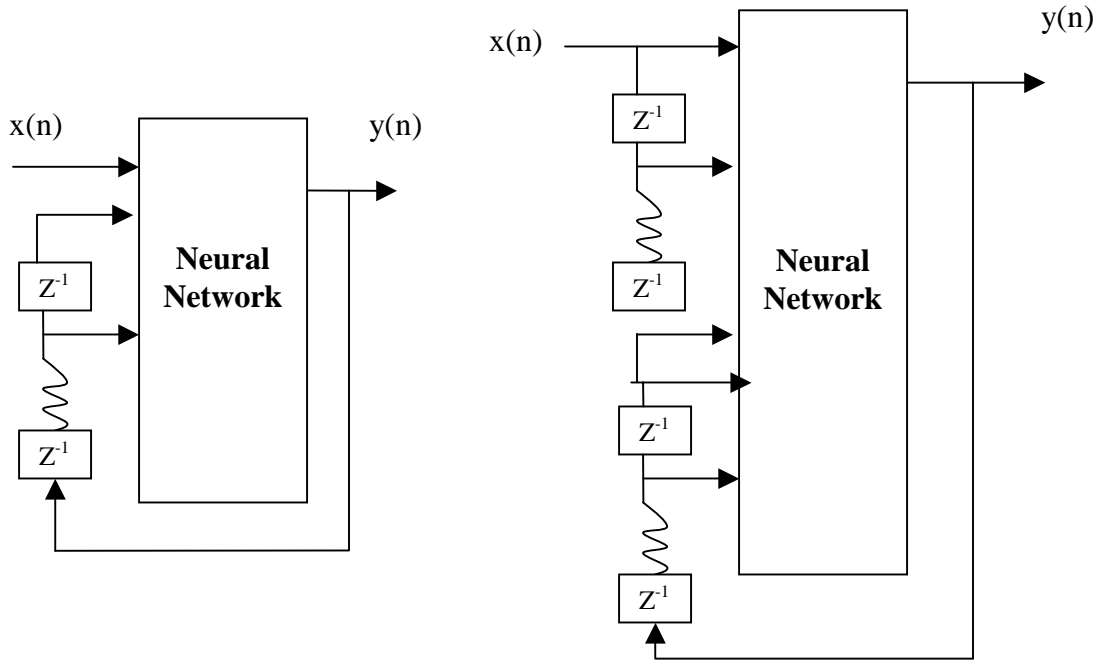 x(n)
y(n)
Z⁻¹
Neural
Network
Z⁻¹
x(n)
y(n)
Z⁻¹
Z⁻¹
Neural
Network
Z⁻¹
Z⁻¹